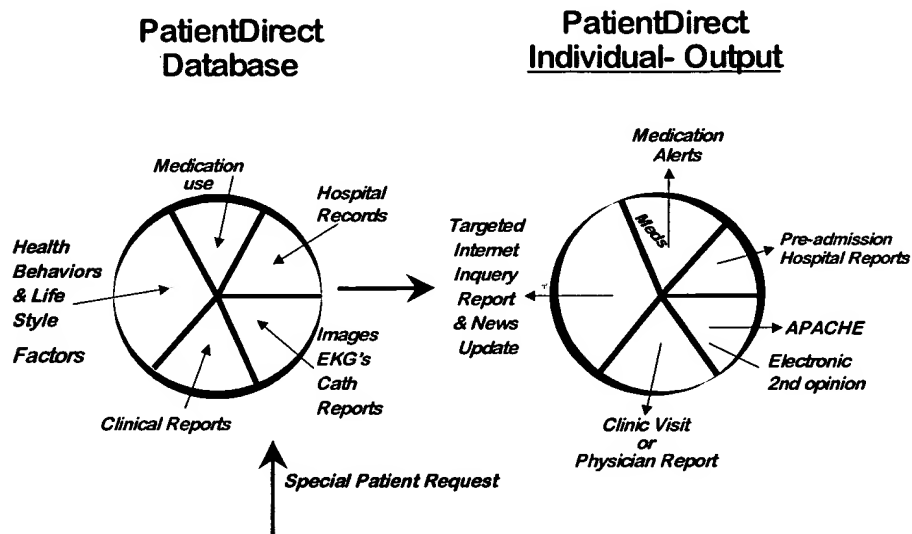 PatientDirect
Database
PatientDirect
Individual- Output
Medication
use
Hospital
Records
Health
Behaviors
& Life
Style
Factors
Images
EKG's
Cath
Reports
Clinical Reports
Special Patient Request
Medication
Alerts
Meds
Targeted
Internet
Inquery
Report
& News
Update
Pre-admission
Hospital Reports
APACHE
Electronic
2nd opinion
Clinic Visit
or
Physician Report